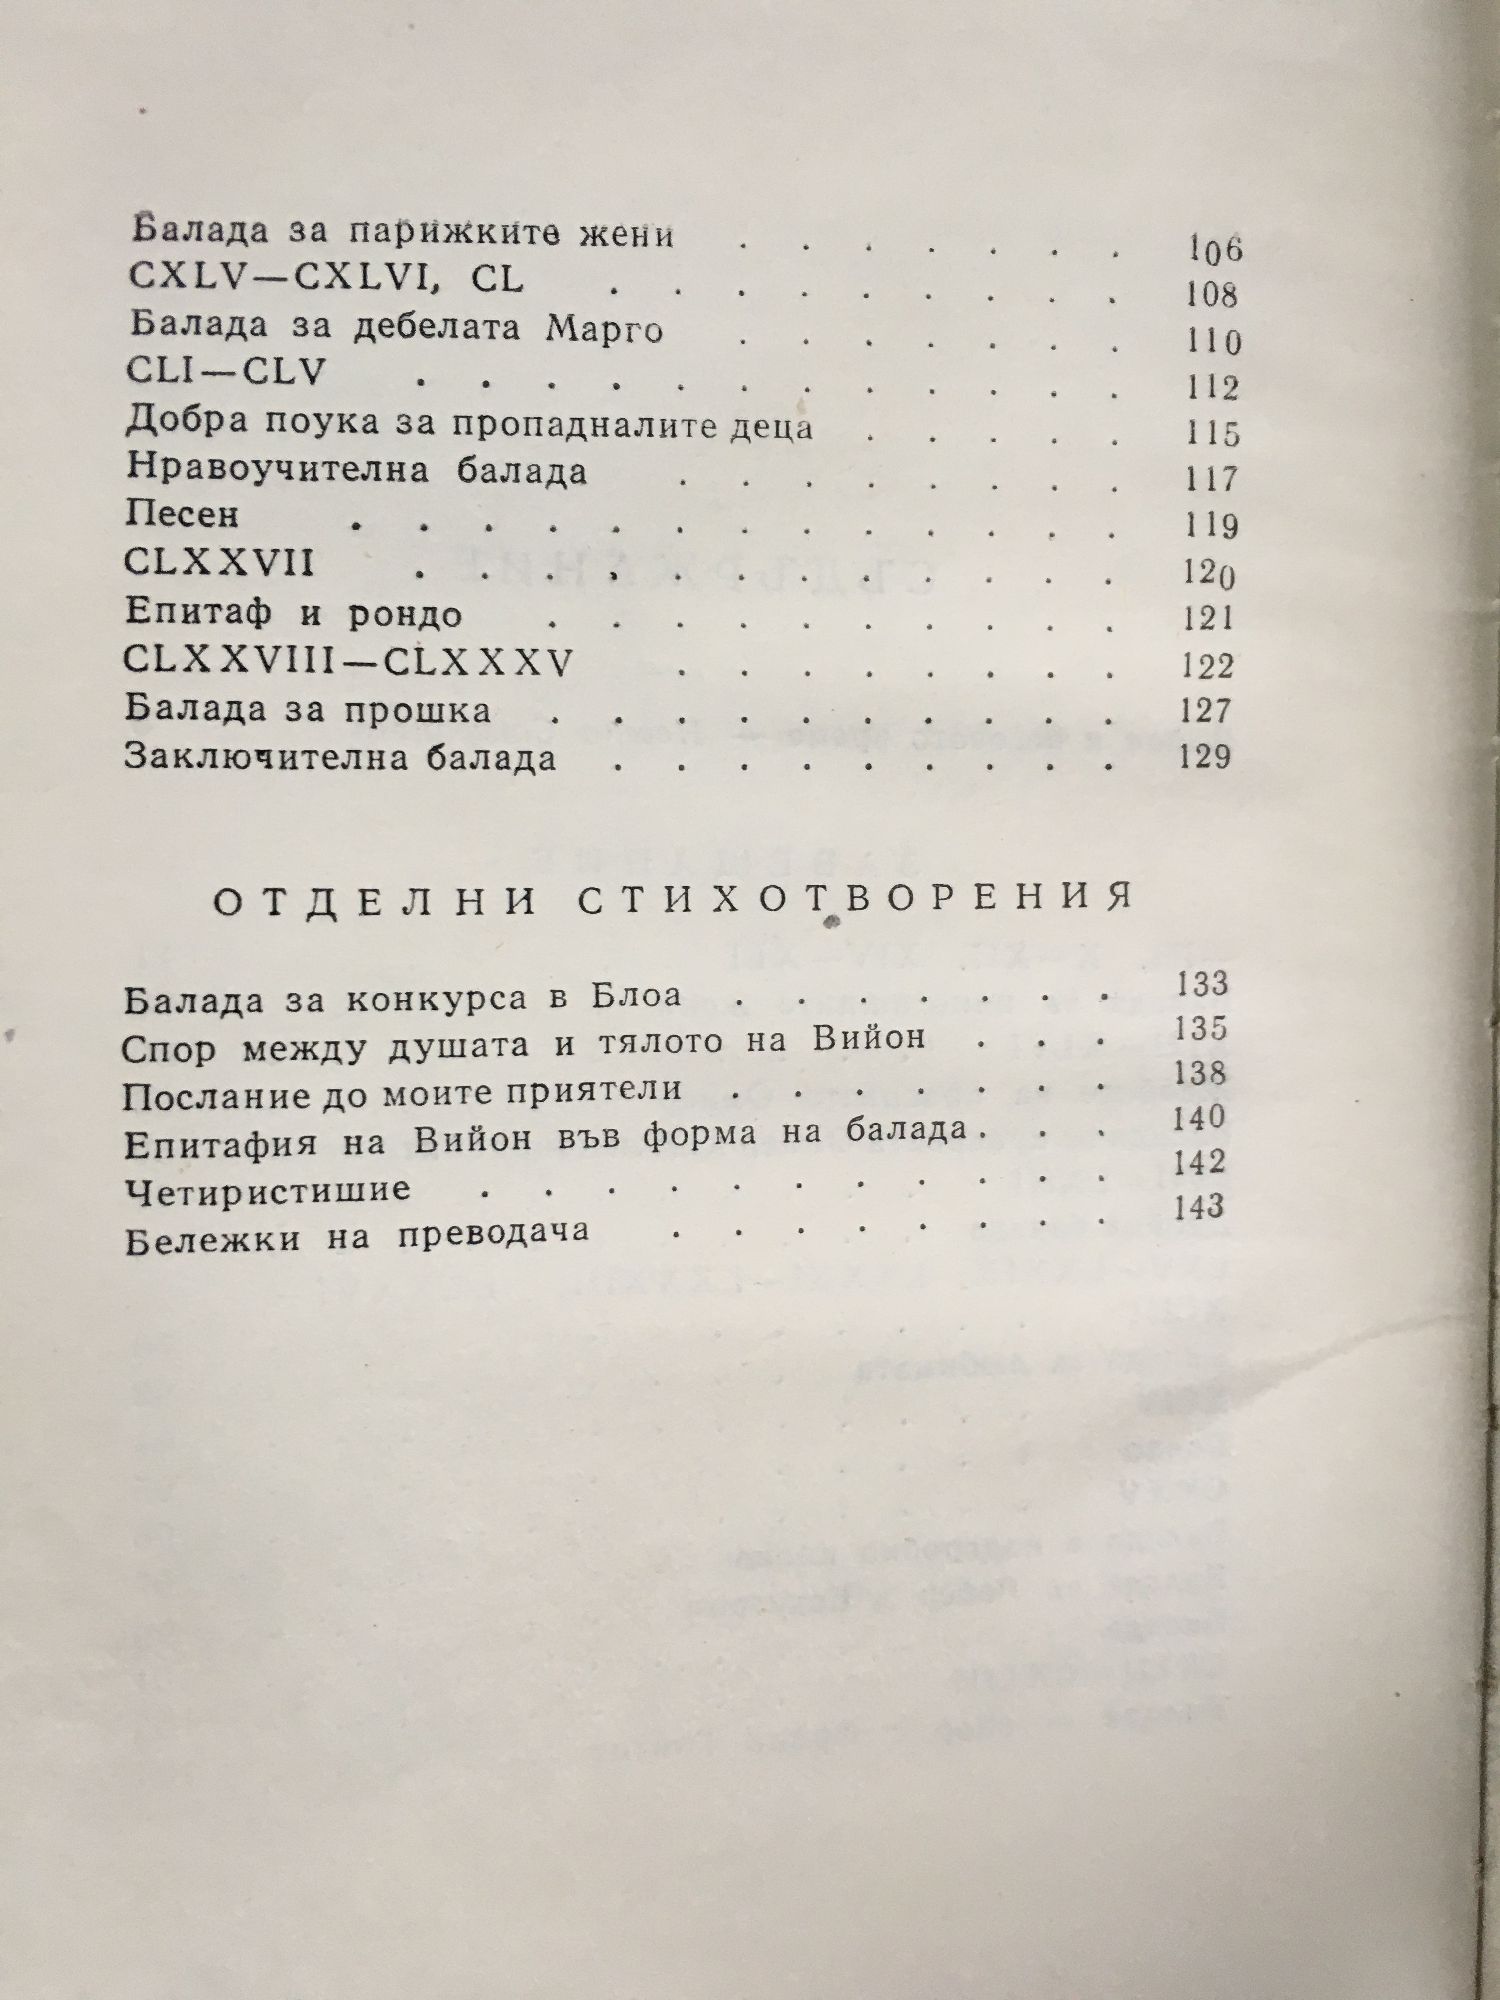 Балада за парижките жени . . . . . . . 106
CXLV—CXLVI, CL . . . . . . . . . 108
Балада за дебелата Марго . . . . . . . 110
CLI—CLV . . . . . . . . . . . . 112
Добра поука за пропадналите деца . . . . . 115
Нравоучителна балада . . . . . . . . 117
Песен . . . . . . . . . . . . . 119
CLXXVII . . . . . . . . . . . . 120
Епитаф и рондо . . . . . . . . . . 121
CLXXVIII—CLXXXV . . . . . . . . 122
Балада за прошка . . . . . . . . . . 127
Заключителна балада . . . . . . . . . 129
ОТДЕЛНИ СТИХОТВОРЕНИЯ
Балада за конкурса в Блоа . . . . . . . 133
Спор между душата и тялото на Вийон . . . 135
Послание до моите приятели . . . . . . . 138
Епитафия на Вийон във форма на балада . . . 140
Четиристишие . . . . . . . . . . . 142
Бележки на преводача . . . . . . . . 143